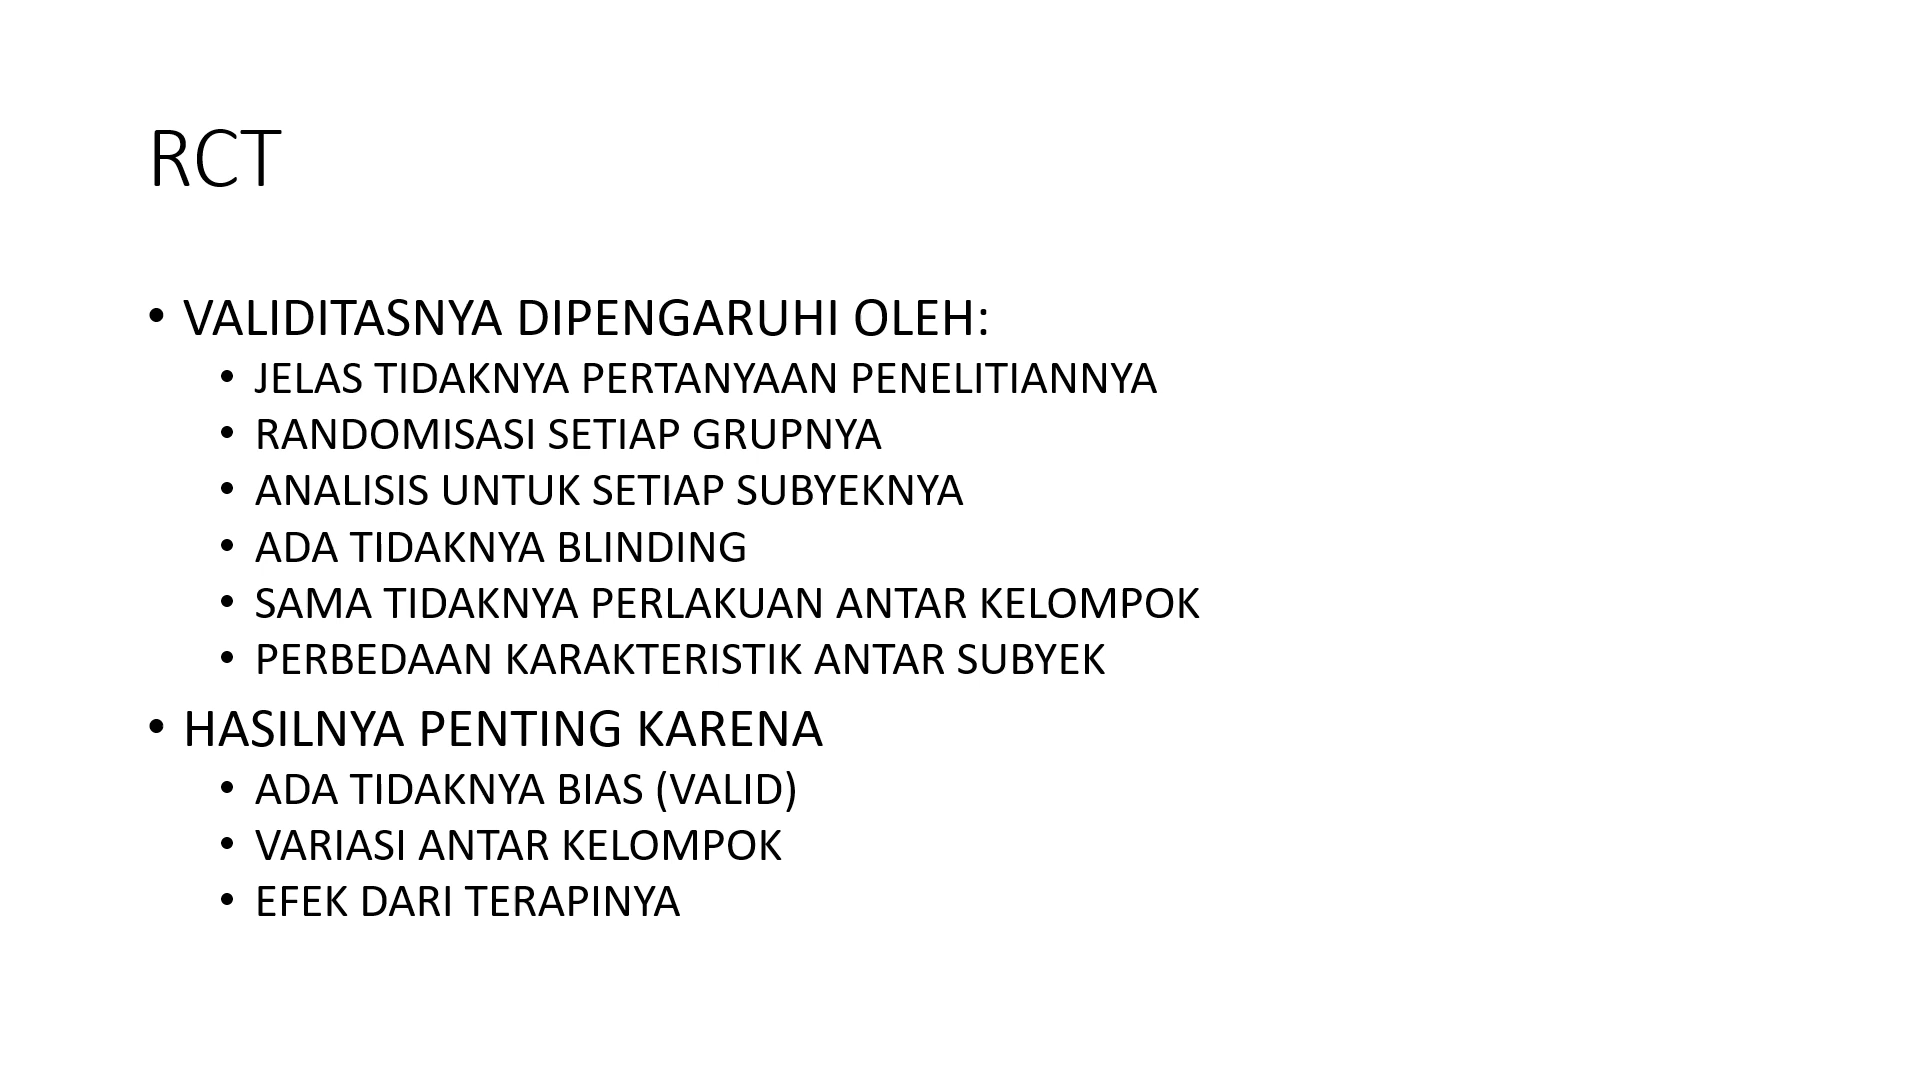 RCT
• VALIDITASNYA DIPENGARUHI OLEH:
• JELAS TIDAKNYA PERTANYAAN PENELITIANNYA
• RANDOMISASI SETIAP GRUPNYA
• ANALISIS UNTUK SETIAP SUBYEKNYA
• ADA TIDAKNYA BLINDING
• SAMA TIDAKNYA PERLAKUAN ANTAR KELOMPOK
• PERBEDAAN KARAKTERISTIK ANTAR SUBYEK
• HASILNYA PENTING KARENA
• ADA TIDAKNYA BIAS (VALID)
• VARIASI ANTAR KELOMPOK
• EFEK DARI TERAPINYA